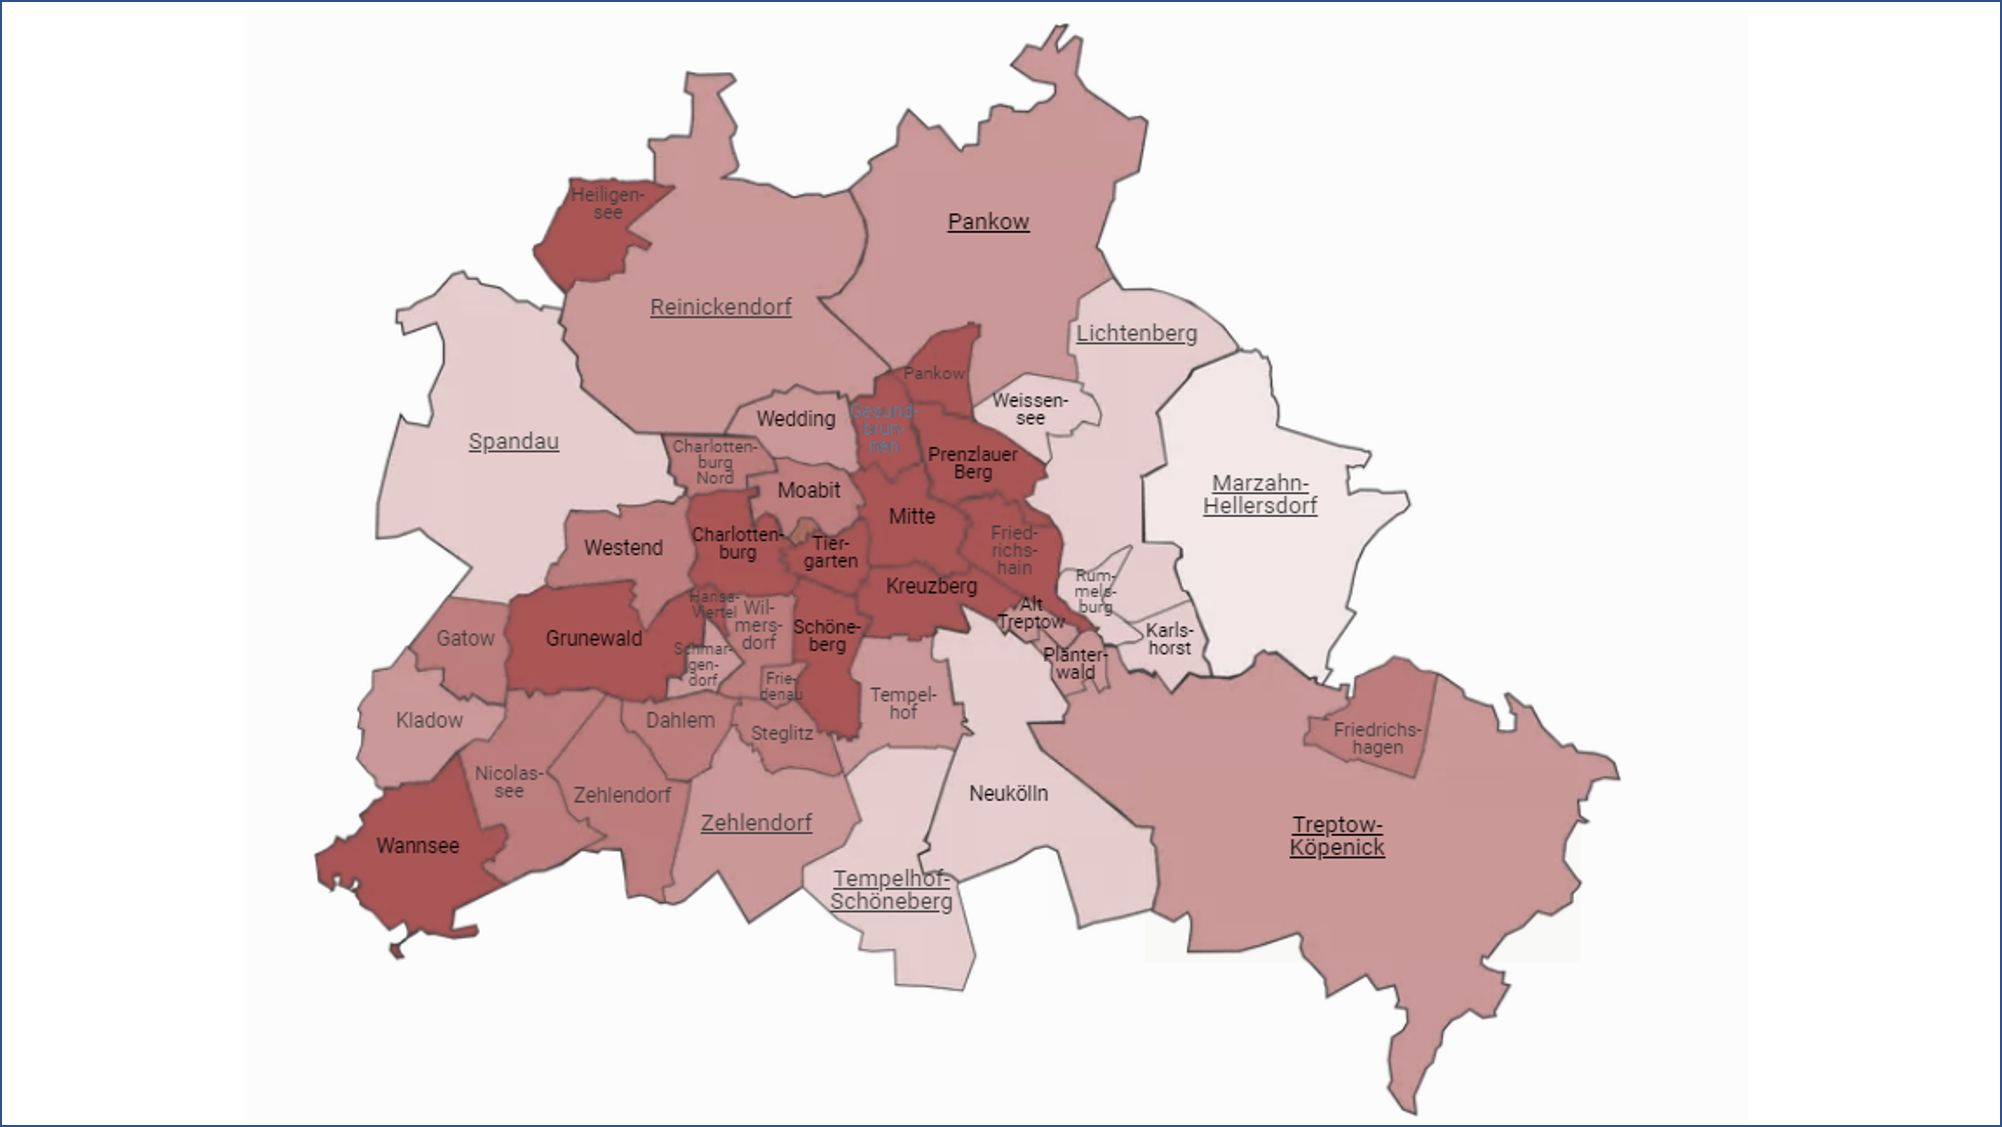 Heiligen-
see
Pankow
Reinickendorf
Lichtenberg
Pankow
Weissen-
see
Wedding
Gesund-
brun-
nen
Spandau
Charlotten-
burg
Nord
Prenzlauer
Berg
Moabit
Marzahn-
Hellersdorf
Mitte
Westend
Charlotten-
burg
Tier-
garten
Fried-
richs-
hain
Kreuzberg
Rum-
mels-
burg
Hansa-
Viertel
Wil-
mers-
dorf
Alt
Treptow
Gatow
Grunewald
Schöne-
berg
Karls-
horst
Schmar-
gen-
dorf
Planter-
wald
Frie-
denau
Tempel-
hof
Kladow
Dahlem
Steglitz
Friedrichs-
hagen
Nicolas-
see
Zehlendorf
Neukölln
Zehlendorf
Treptow-
Köpenick
Wannsee
Tempelhof-
Schöneberg